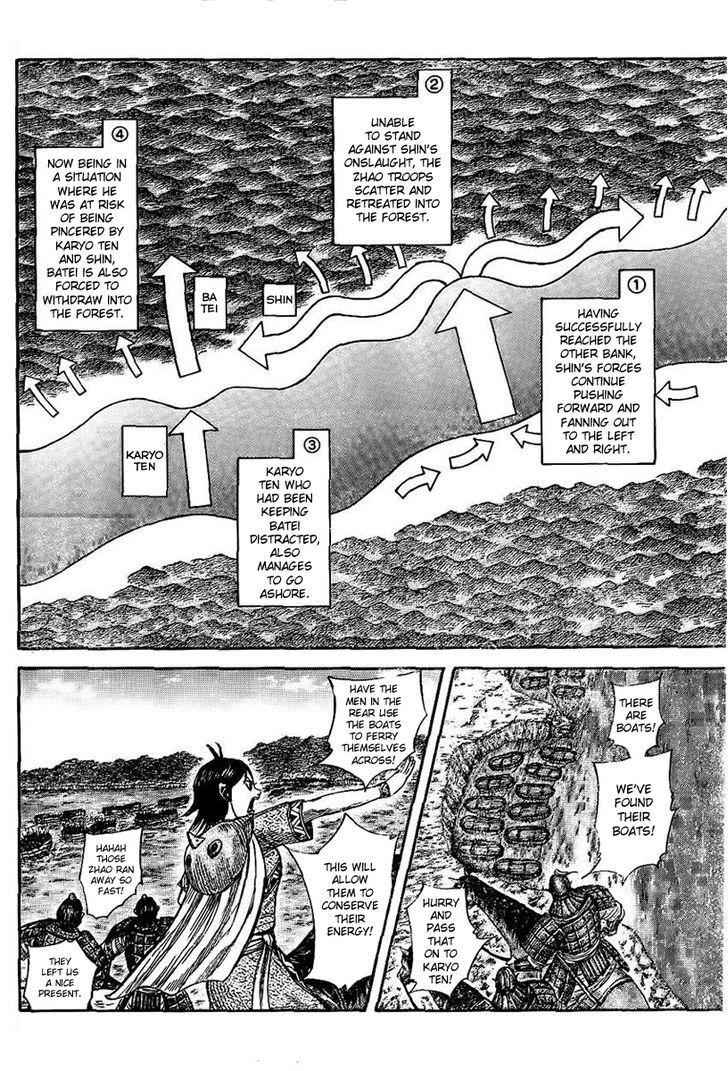 ①
HAVING
SUCCESSFULLY
REACHED THE
OTHER BANK,
SHIN'S FORCES
CONTINUE
PUSHING
FORWARD AND
FANNING OUT
TO THE LEFT
AND RIGHT.
②
UNABLE
TO STAND
AGAINST SHIN'S
ONSLAUGHT, THE
ZHAO TROOPS
SCATTER AND
RETREATED INTO
THE FOREST.
SHIN
③
KARYO
TEN WHO
HAD BEEN
KEEPING
BATEI
DISTRACTED,
ALSO
MANAGES
TO GO
ASHORE.
KARYO
TEN
BA
TEI
④
NOW BEING IN
A SITUATION
WHERE HE
WAS AT RISK
OF BEING
PINCERED BY
KARYO TEN
AND SHIN,
BATEI IS ALSO
FORCED TO
WITHDRAW INTO
THE FOREST.
THERE
ARE
BOATS!
WE'VE
FOUND
THEIR
BOATS!
HURRY
AND
PASS
THAT
ON TO
KARYO
TEN!
HAVE THE
MEN IN THE
REAR USE
THE BOATS
TO FERRY
THEMSELVES
ACROSS!
THIS WILL
ALLOW
THEM TO
CONSERVE
THEIR
ENERGY!
HAHAH
THOSE
ZHAO RAN
AWAY SO
FAST!
THEY
LEFT US
A NICE
PRESENT.